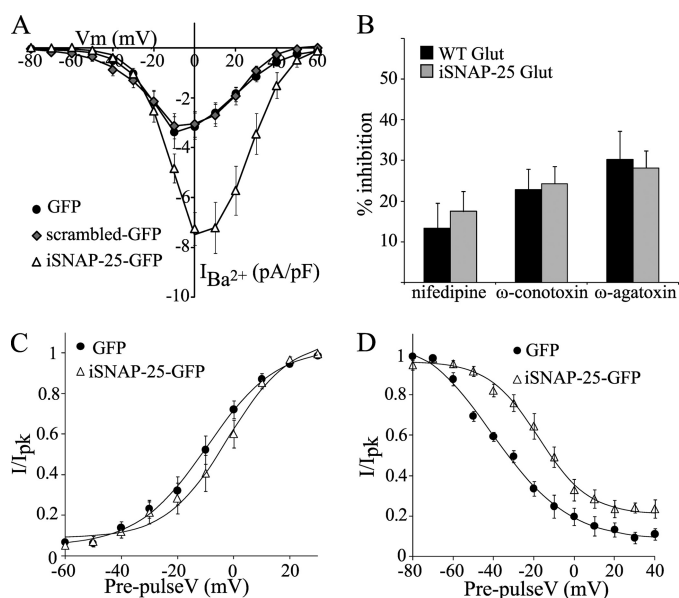 A
Vm (mV)
-80 -60 -40 -20 0 20 40 60
-2
-4
-6
-8
-10
GFP
scrambled-GFP
iSNAP-25-GFP
I Ba2+ (pA/pF)
B
WT Glut
iSNAP-25 Glut
% inhibition
60
50
40
30
20
10
nifedipine ω-conotoxin ω-agatoxin
C
GFP
iSNAP-25-GFP
I/Ipk
1
0.8
0.6
0.4
0.2
0
-60 -40 -20 0 20
Pre-pulseV (mV)
D
GFP
iSNAP-25-GFP
I/Ipk
1
0.8
0.6
0.4
0.2
0
-80 -60 -40 -20 0 20 40
Pre-pulseV (mV)